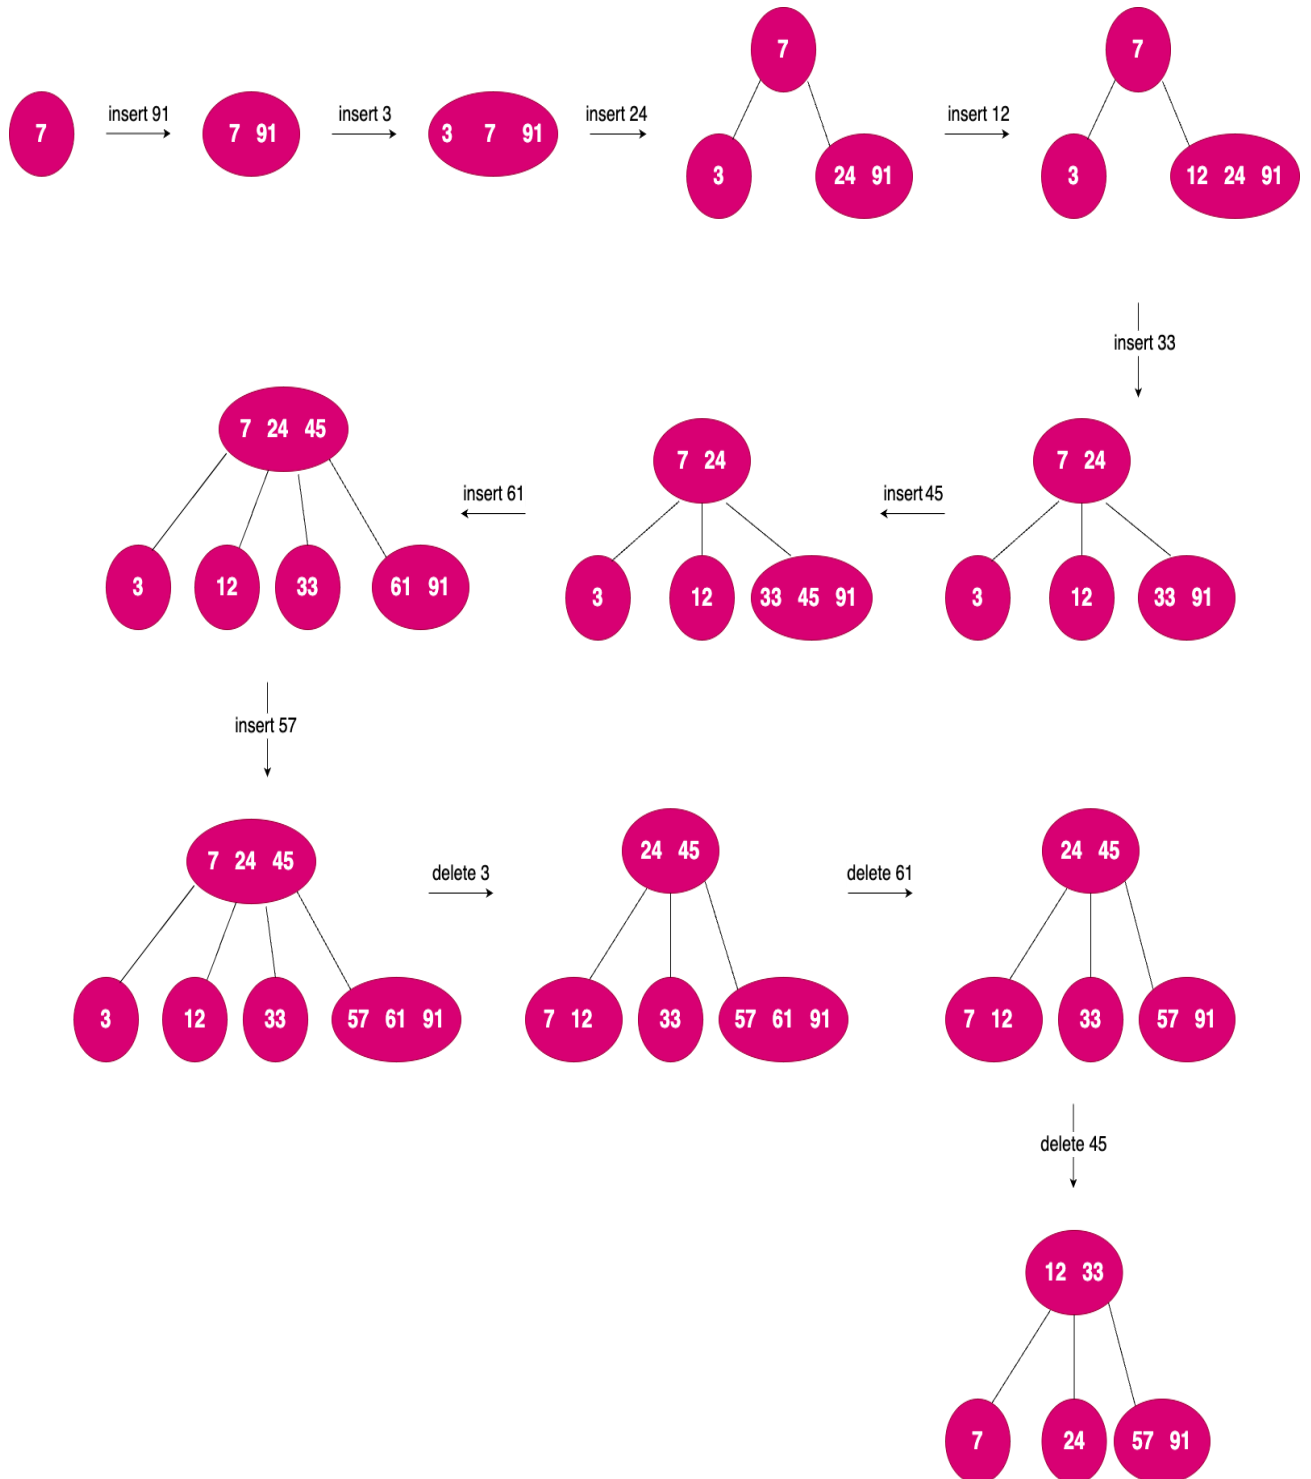 7
insert 91
7 91
insert 3
3 7 91
insert 24
7
3
24 91
insert 12
7
3
12 24 91
insert 33
7 24
3
12
33 91
insert 45
7 24
3
12
33 45 91
insert 61
7 24 45
3
12
33
61 91
insert 57
7 24 45
3
12
33
57 61 91
delete 3
24 45
7 12
33
57 61 91
delete 61
24 45
7 12
33
57 91
delete 45
12 33
7
24
57 91